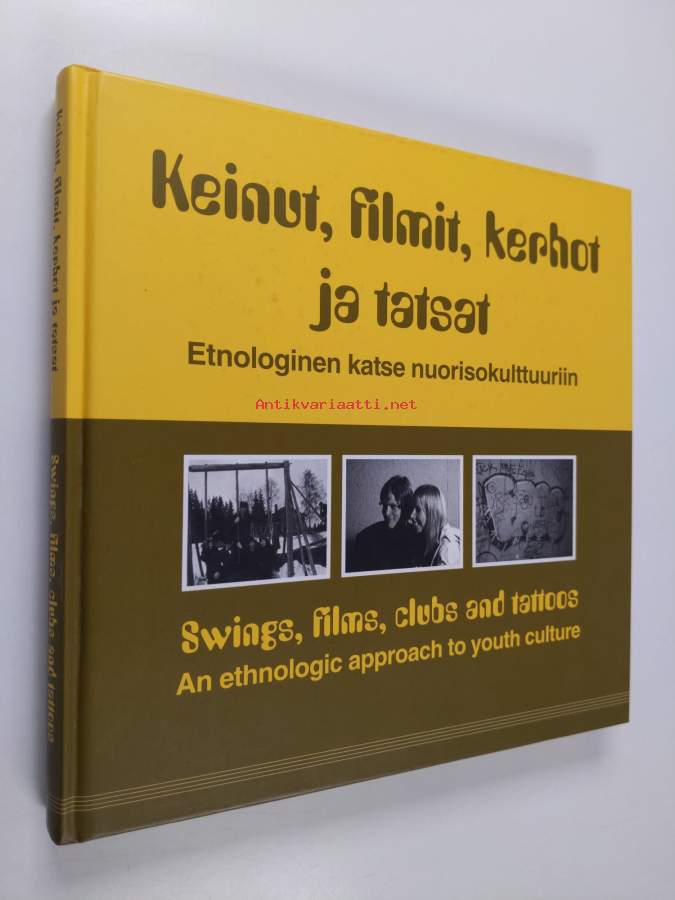 Keinut, filmit, kerhot
ja tatsat
Etnologinen katse nuorisokulttuuriin
Antikvariaatti.net
Swings, films, clubs and tattoos
An ethnologic approach to youth culture
Keinut, filmit, kerhot ja tatsat
Swings, films, clubs and tattoos